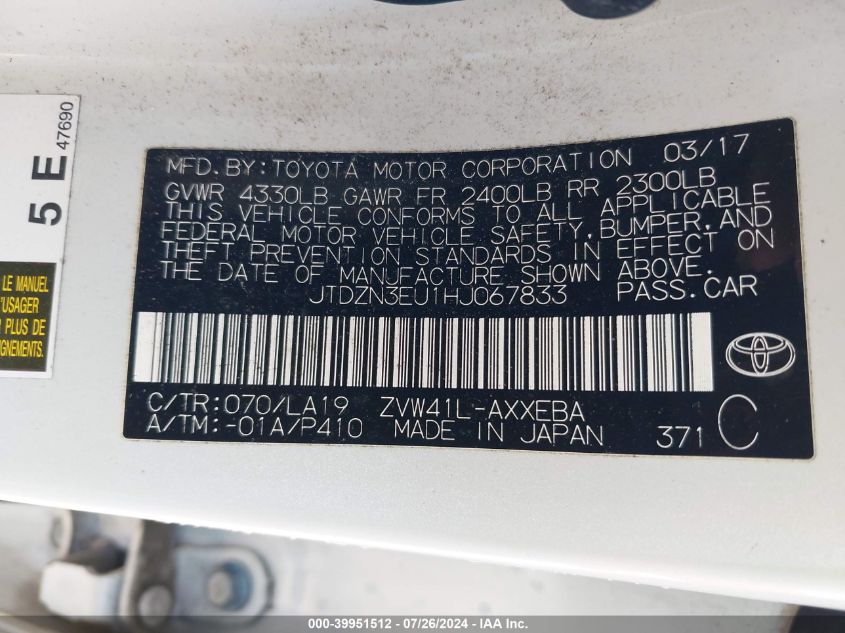 5 E 47690
LE MANUEL
'USAGER
R PLUS DE
IGNEMENTS.
MFD.BY:TOYOTA MOTOR CORPORATION 03/17
GVWR 4330LB GAWR FR 2400LB RR 2300LB
THIS VEHICLE CONFORMS TO ALL APPLICABLE
FEDERAL MOTOR VEHICLE SAFETY,BUMPER,AND
THEFT PREVENTION STANDARDS IN EFFECT ON
THE DATE OF MANUFACTURE SHOWN ABOVE.
JTDZN3EU1HJ067833 PASS.CAR
C/TR:070/LA19 ZVW41L-AXXEBA
A/TM:-01A/P410 MADE IN JAPAN 371 C
000-39951512 / 07/26/2024 / © IAA, Inc.